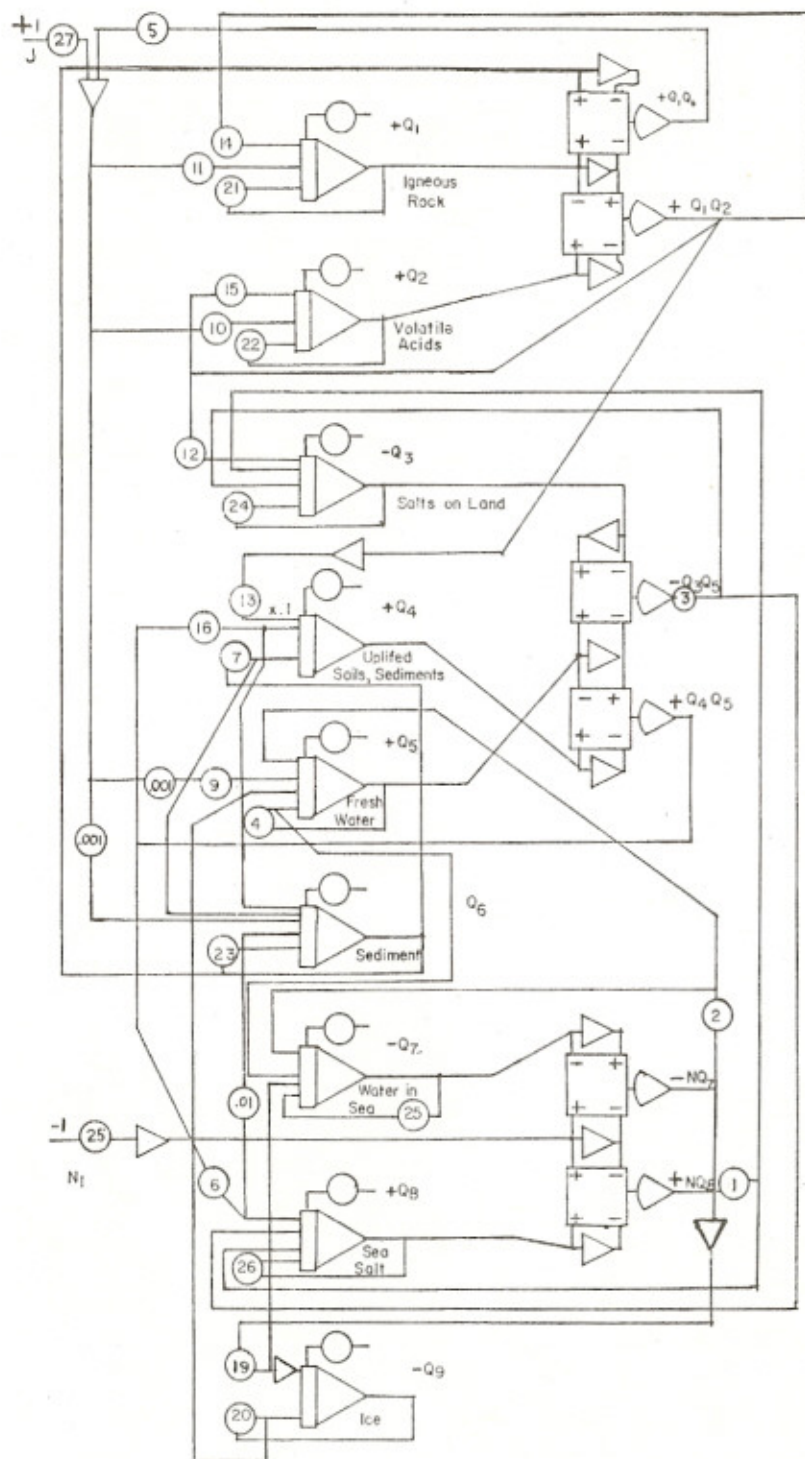 +1
27
J
5
+Q1Q6
14
+Q1
11
21
Igneous
Rock
+ -
+ -
- +
+ -
+ Q1Q2
15
+Q2
10
22
Volatile
Acids
12
-Q3
24
Salts on Land
13
x.1
+Q4
16
7
Uplifed
Soils, Sediments
+ -
+ -
-Q3Q5
3
- +
+ -
+ Q4Q5
.001
9
+Q5
4
Fresh
Water
.001
Q6
23
Sediment
2
-Q7
Water in
Sea
25
.01
+ -
+ -
-NQ7
-1
25
N1
6
+Q8
+ +
+ -
+NQ8
1
26
Sea
Salt
19
-Q9
20
Ice